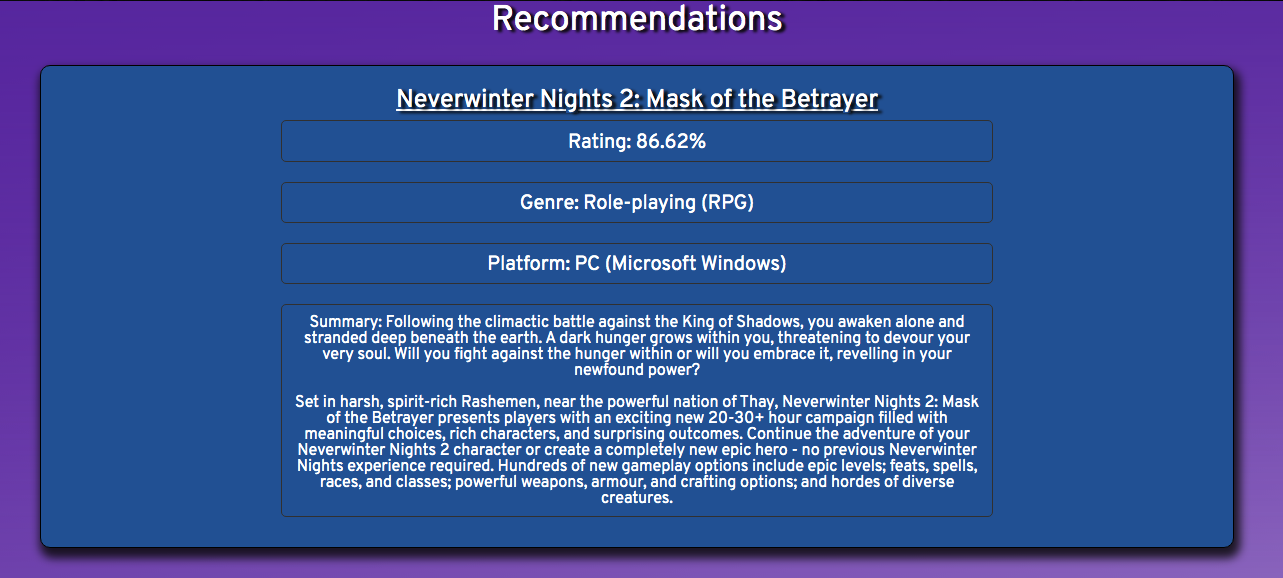 Recommendations
Neverwinter Nights 2: Mask of the Betrayer
Rating: 86.62%
Genre: Role-playing (RPG)
Platform: PC (Microsoft Windows)
Summary: Following the climactic battle against the King of Shadows, you awaken alone and
stranded deep beneath the earth. A dark hunger grows within you, threatening to devour your
very soul. Will you fight against the hunger within or will you embrace it, revelling in your
newfound power?
Set in harsh, spirit-rich Rashemen, near the powerful nation of Thay, Neverwinter Nights 2: Mask
of the Betrayer presents players with an exciting new 20-30+ hour campaign filled with
meaningful choices, rich characters, and surprising outcomes. Continue the adventure of your
Neverwinter Nights 2 character or create a completely new epic hero - no previous Neverwinter
Nights experience required. Hundreds of new gameplay options include epic levels; feats, spells,
races, and classes; powerful weapons, armour, and crafting options; and hordes of diverse
creatures.